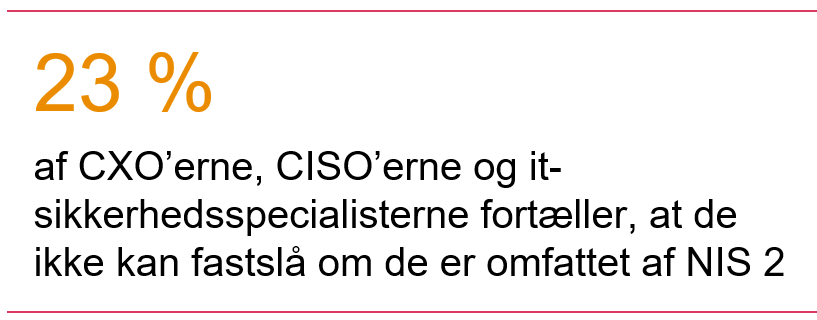 23 %
af CXO’erne, CISO’erne og it-
sikkerhedsspecialisterne fortæller, at de
ikke kan fastslå om de er omfattet af NIS 2